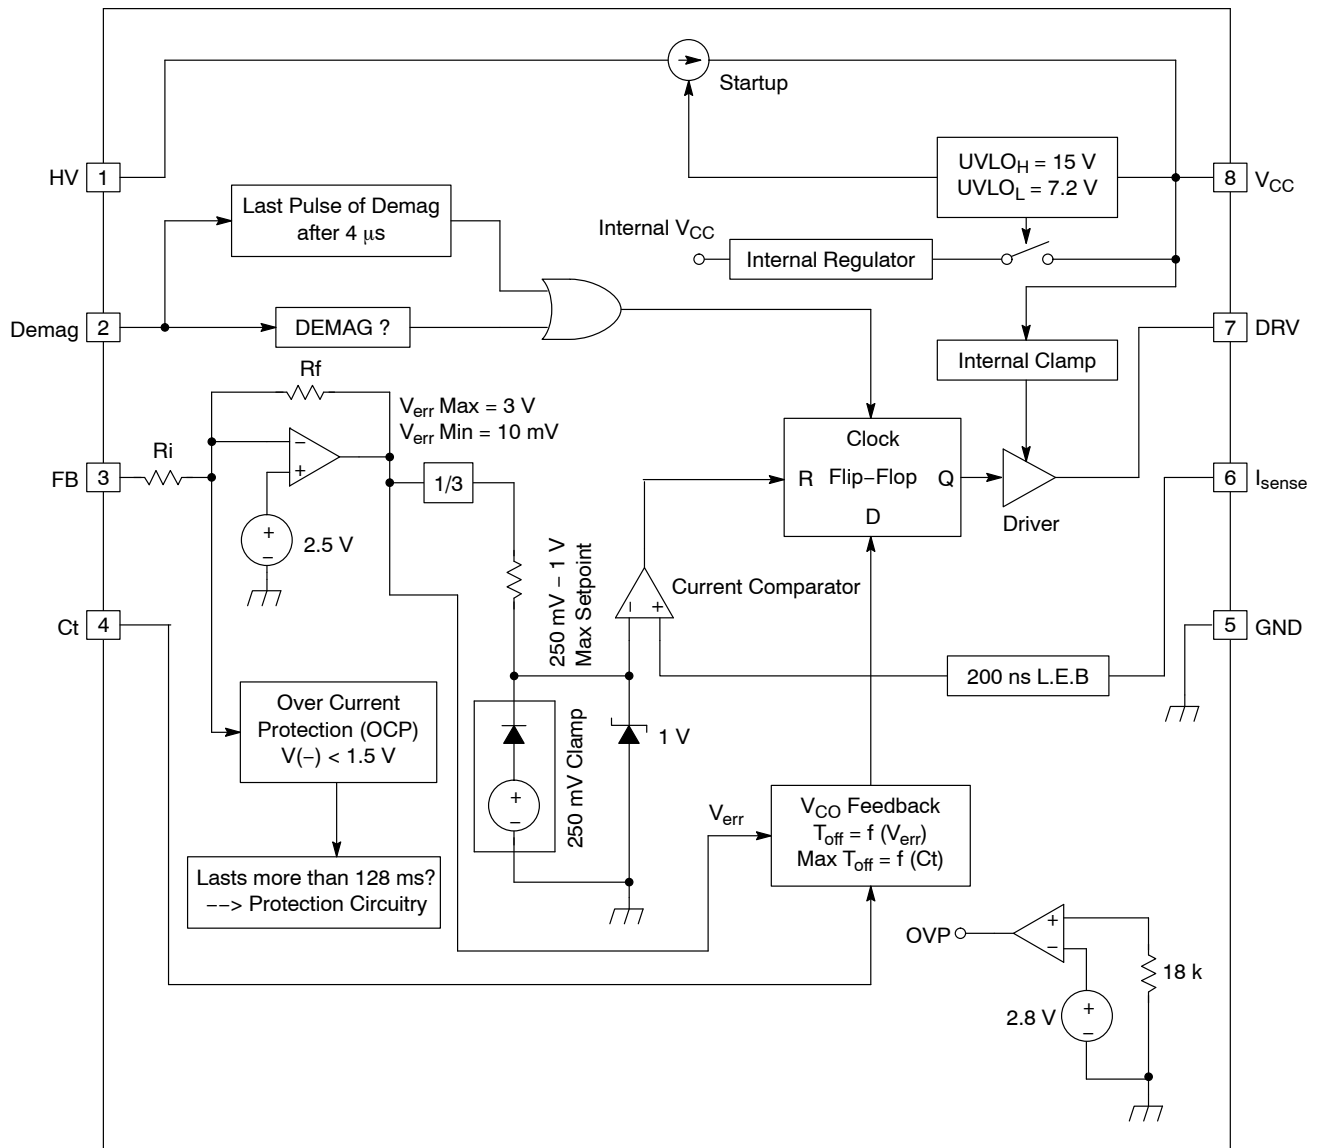 Startup
HV
1
UVLOH = 15 V
UVLOL = 7.2 V
8
VCC
Last Pulse of Demag
after 4 μs
Internal VCC
Internal Regulator
Demag
2
DEMAG ?
7
DRV
Internal Clamp
Rf
Verr Max = 3 V
Verr Min = 10 mV
Clock
R
Flip−Flop
Q
D
Driver
FB
3
Ri
−
+
1/3
6
Isense
+
−
2.5 V
250 mV − 1 V
Max Setpoint
−
+
Current Comparator
Ct
4
5
GND
200 ns L.E.B
Over Current
Protection (OCP)
V(−) < 1.5 V
250 mV Clamp
+
−
1 V
Verr
VCO Feedback
Toff = f (Verr)
Max Toff = f (Ct)
Lasts more than 128 ms?
−−> Protection Circuitry
OVP
+
−
18 k
2.8 V
+
−